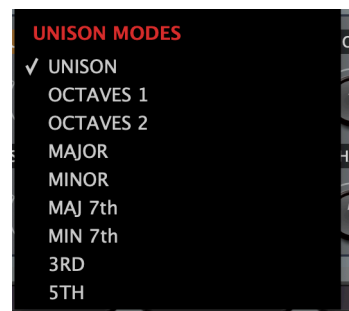 UNISON MODES
✓ UNISON
OCTAVES 1
OCTAVES 2
MAJOR
MINOR
MAJ 7th
MIN 7th
3RD
5TH